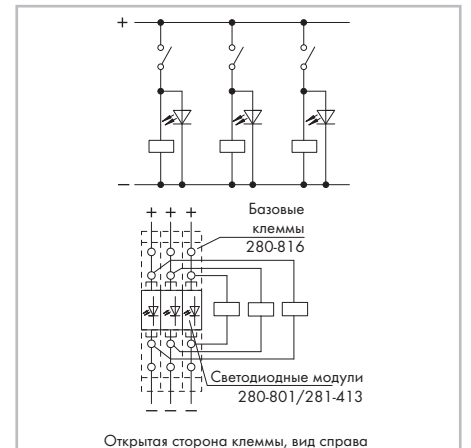 +
−
+ + +
Базовые
клеммы
280-816
Светодиодные модули
280-801/281-413
− − −
Открытая сторона клеммы, вид справа